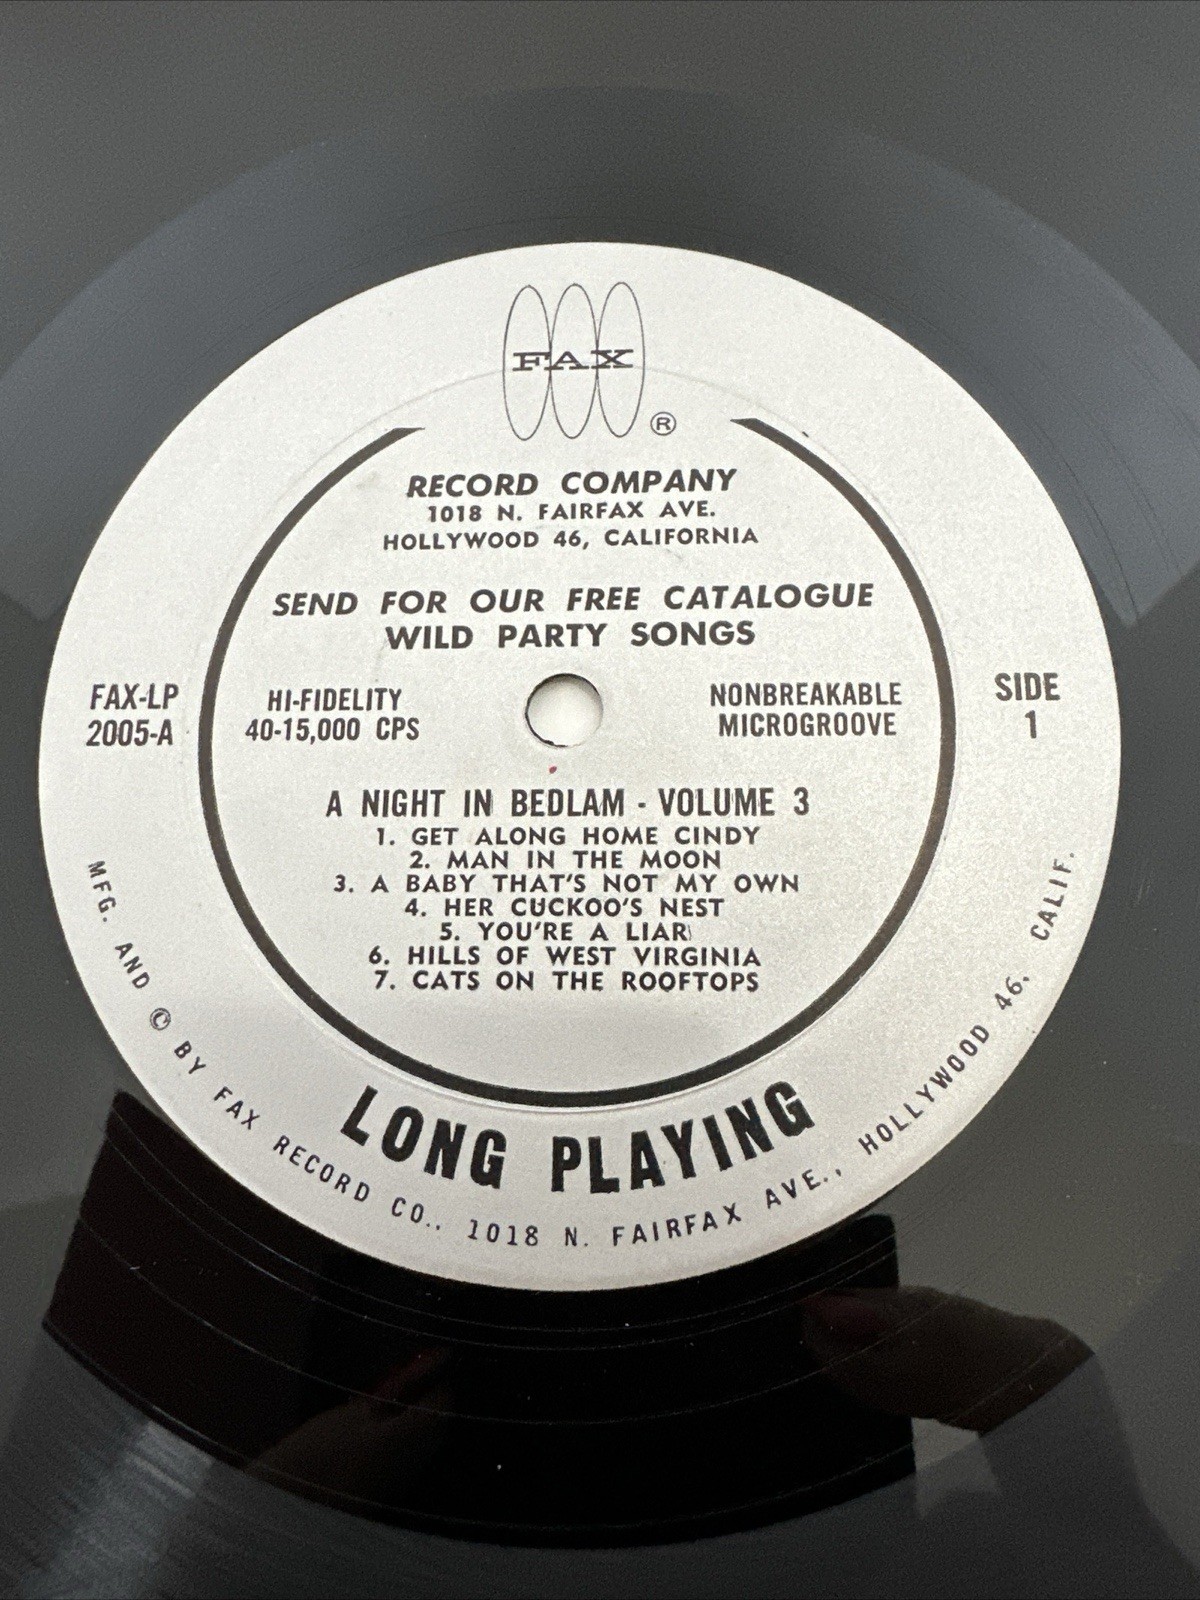 FAX
®
RECORD COMPANY
1018 N. FAIRFAX AVE.
HOLLYWOOD 46, CALIFORNIA
SEND FOR OUR FREE CATALOGUE
WILD PARTY SONGS
FAX-LP
2005-A
HI-FIDELITY
40-15,000 CPS
NONBREAKABLE
MICROGROOVE
SIDE
1
A NIGHT IN BEDLAM - VOLUME 3
1. GET ALONG HOME CINDY
2. MAN IN THE MOON
3. A BABY THAT'S NOT MY OWN
4. HER CUCKOO'S NEST
5. YOU'RE A LIAR
6. HILLS OF WEST VIRGINIA
7. CATS ON THE ROOFTOPS
LONG PLAYING
MFG. AND © BY FAX RECORD CO., 1018 N. FAIRFAX AVE., HOLLYWOOD 46, CALIF.